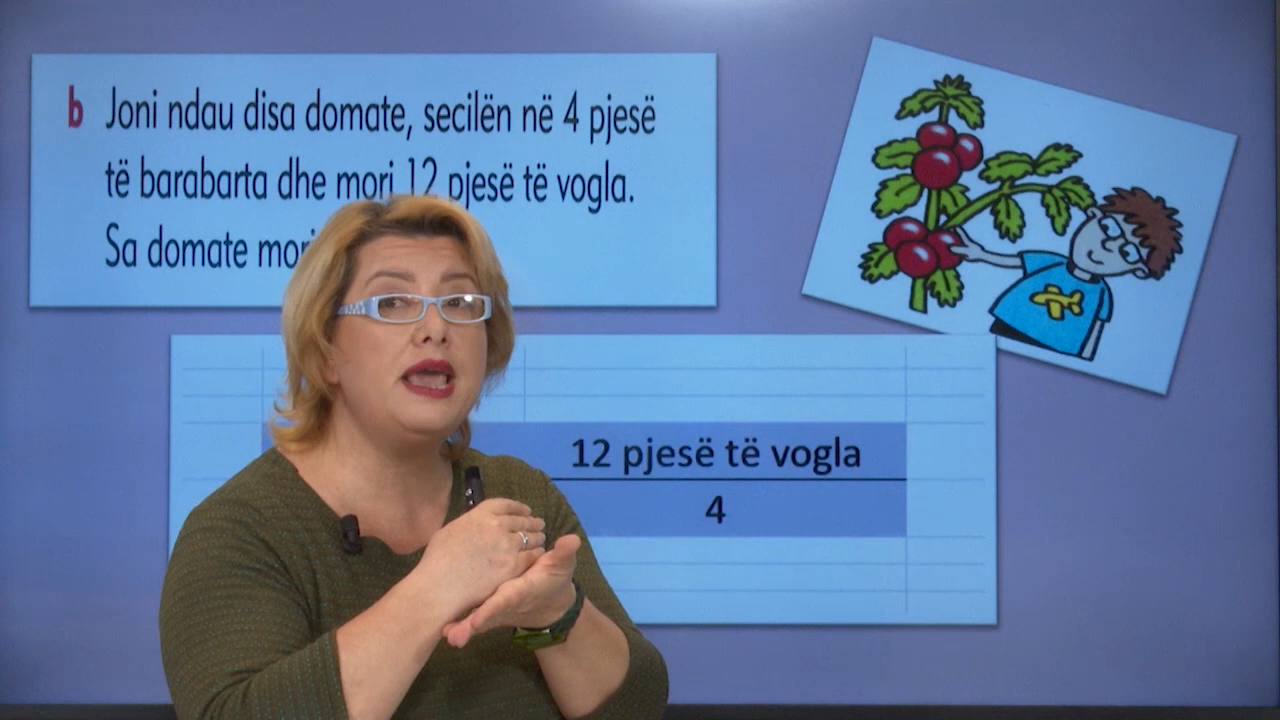 b Joni ndau disa domate, secilën në 4 pjesë
të barabarta dhe mori 12 pjesë të vogla.
Sa domate
12 pjesë të vogla
4